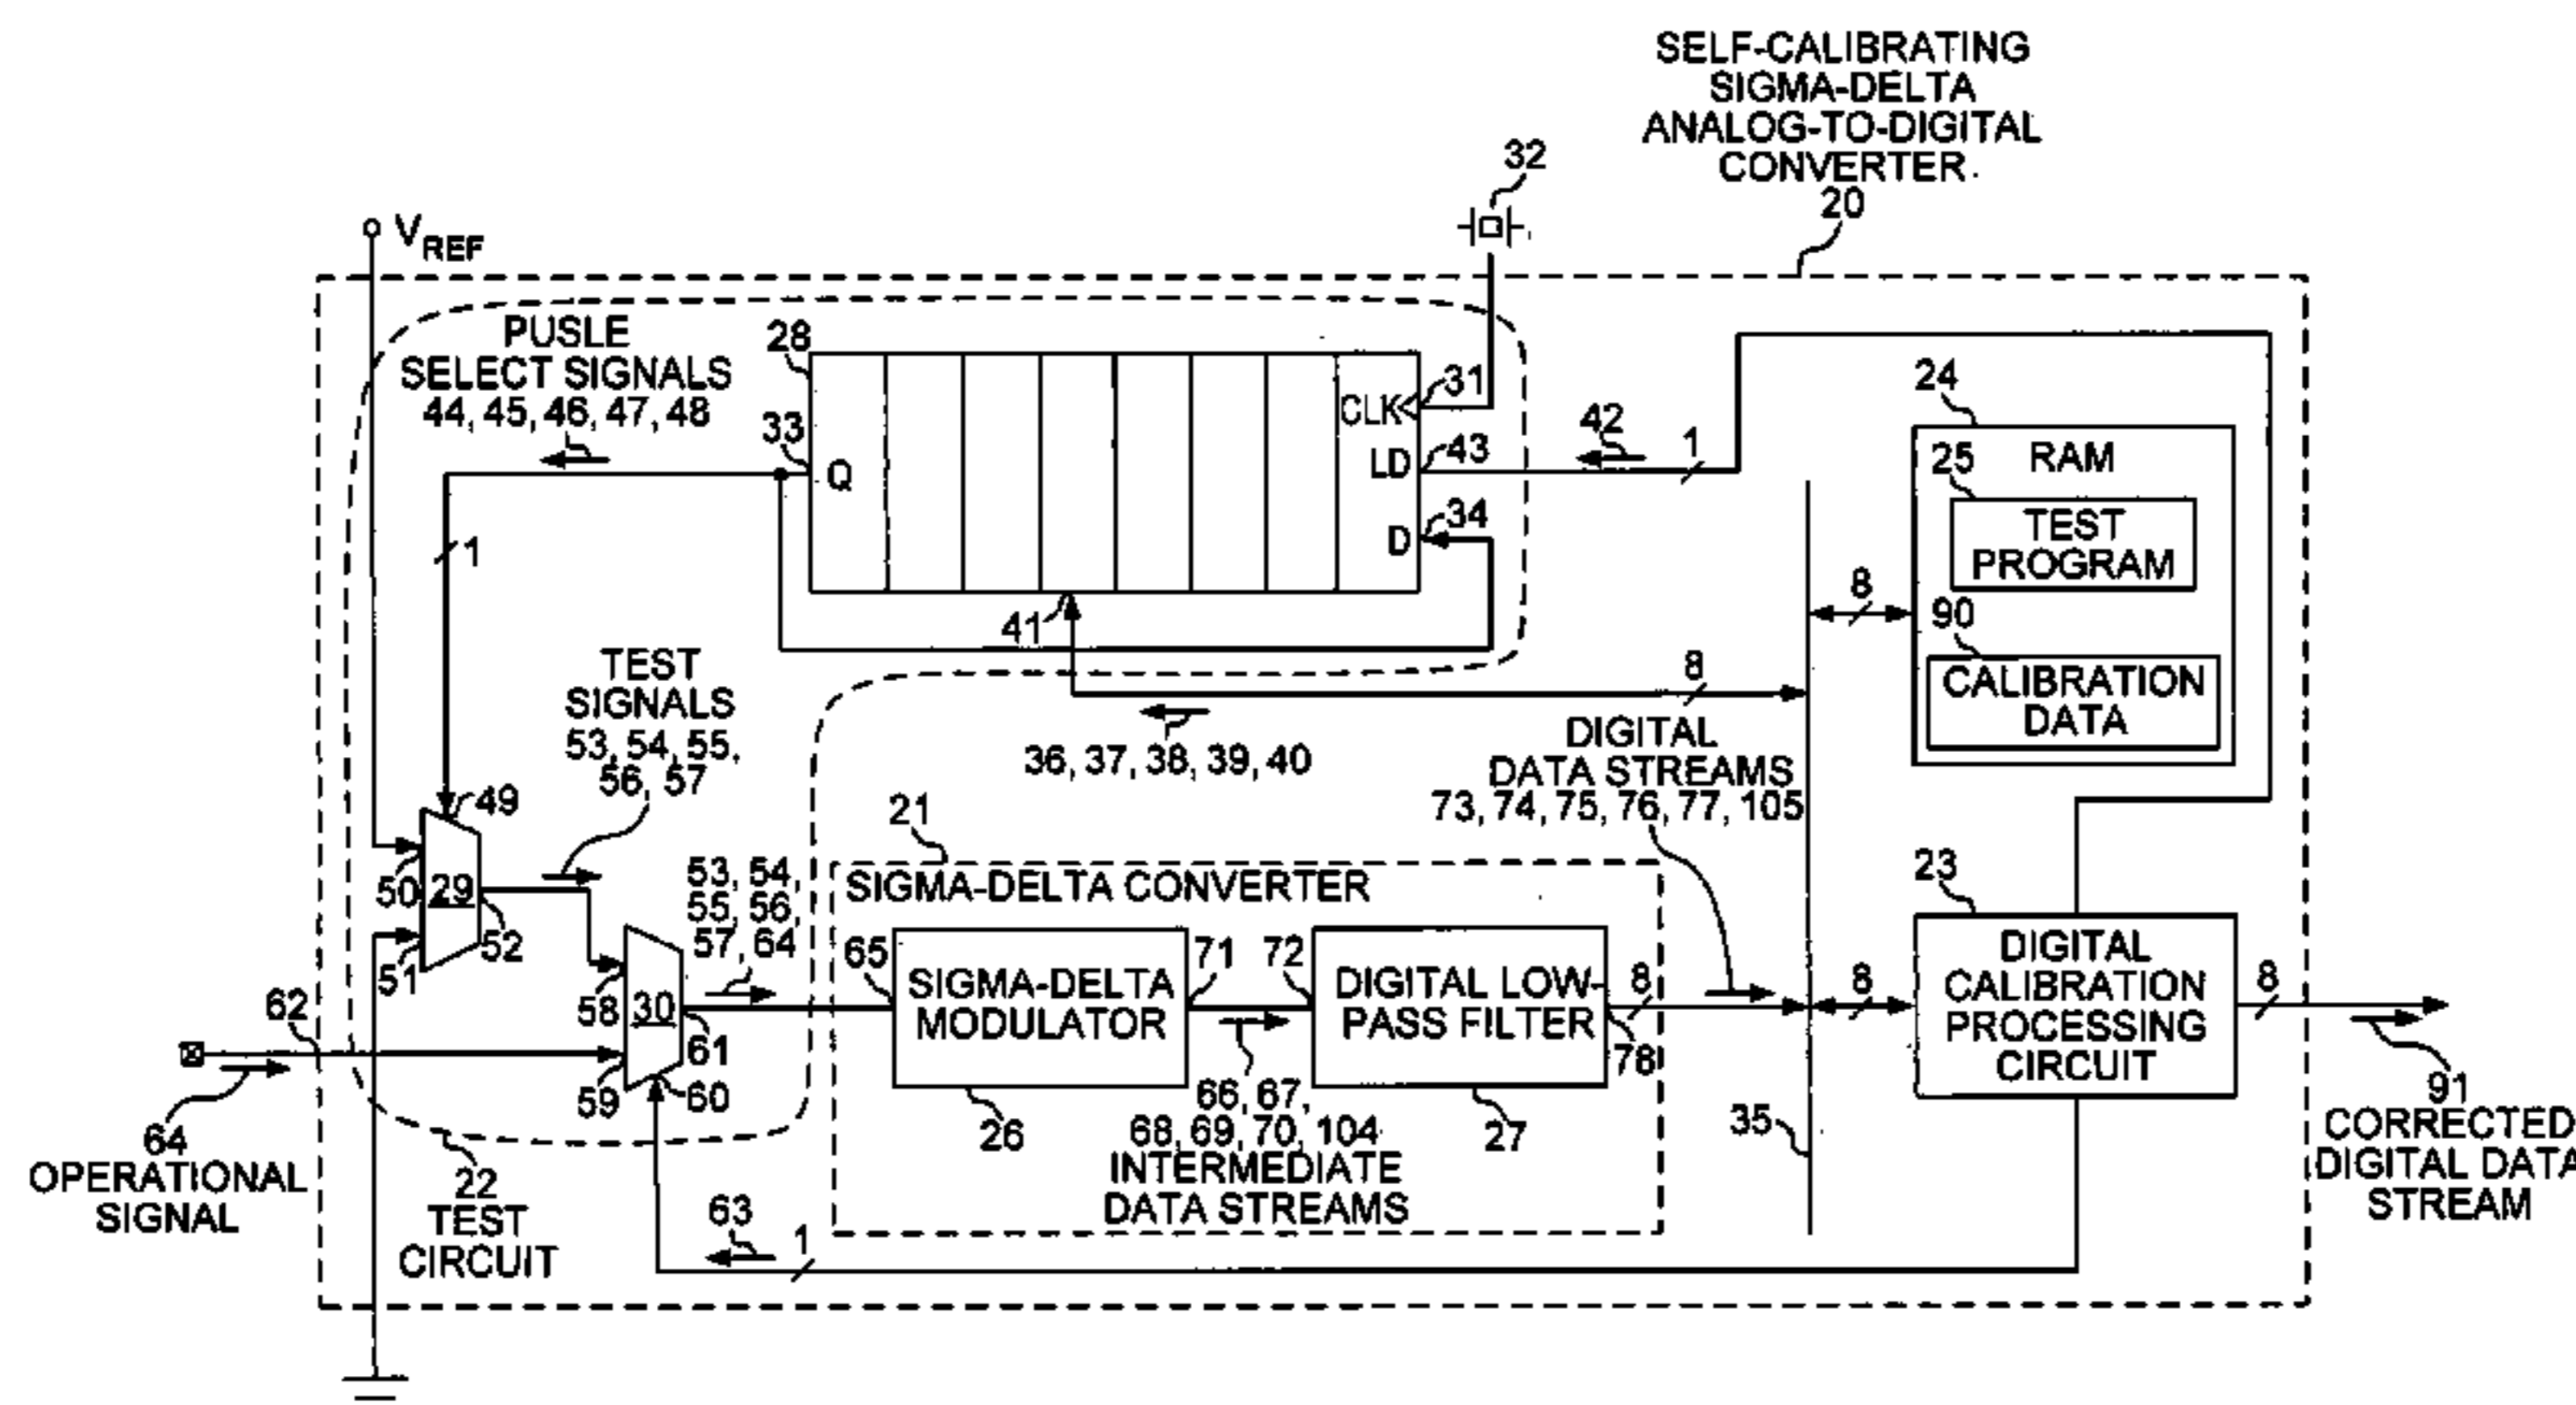 SELF-CALIBRATING
SIGMA-DELTA
ANALOG-TO-DIGITAL
CONVERTER.
20
32
VREF
PUSLE
SELECT SIGNALS
44, 45, 46, 47, 48
28
33
Q
CLK
31
LD
43
D
34
42
1
1
41
24
RAM
25
TEST
PROGRAM
90
CALIBRATION
DATA
8
8
36, 37, 38, 39, 40
TEST
SIGNALS
53, 54, 55,
56, 57
49
50
29
51
52
53, 54,
55, 56,
57, 64
58
30
59
61
60
62
64
OPERATIONAL
SIGNAL
22
TEST
CIRCUIT
63
1
21
SIGMA-DELTA CONVERTER
65
SIGMA-DELTA
MODULATOR
71
26
66, 67,
68, 69, 70, 104
INTERMEDIATE
DATA STREAMS
72
DIGITAL LOW-
PASS FILTER
27
78
8
DIGITAL
DATA STREAMS
73, 74, 75, 76, 77, 105
35
8
23
DIGITAL
CALIBRATION
PROCESSING
CIRCUIT
8
91
CORRECTED
DIGITAL DATA
STREAM